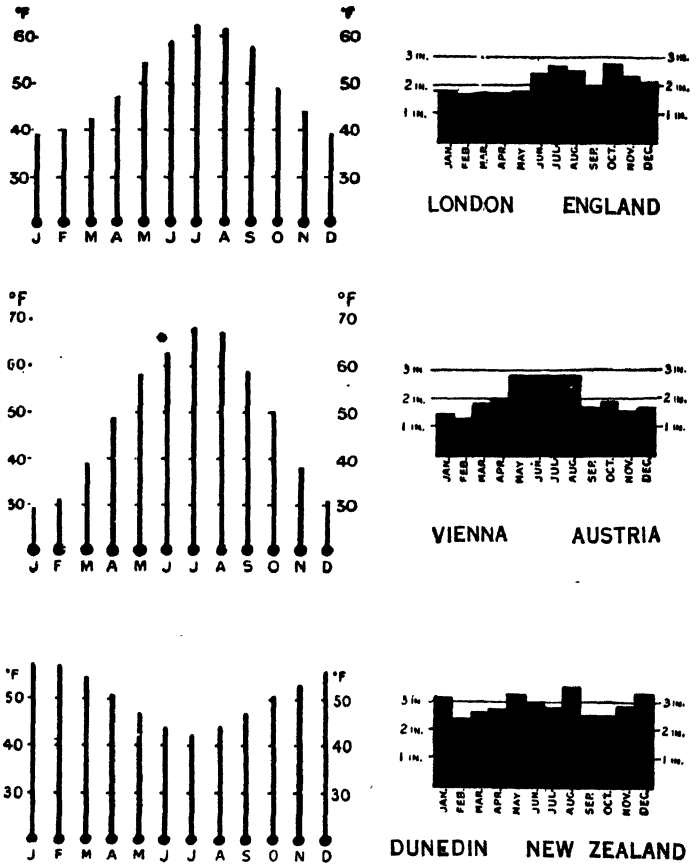 °F °F
60 60
50 50
40 40
30 30
J F M A M J J A S O N D
3 IN. 3 IN.
2 IN. 2 IN.
1 IN. 1 IN.
JAN. FEB. MAR. APR. MAY JUN. JUL. AUG. SEP. OCT. NOV. DEC.
LONDON ENGLAND
°F °F
70 70
60 60
50 50
40 40
30 30
J F M A M J J A S O N D
3 IN. 3 IN.
2 IN. 2 IN.
1 IN. 1 IN.
JAN. FEB. MAR. APR. MAY JUN. JUL. AUG. SEP. OCT. NOV. DEC.
VIENNA AUSTRIA
°F °F
50 50
40 40
30 30
J F M A M J J A S O N D
3 IN 3 IN.
2 IN. 2 IN.
1 IN. 1 IN.
JAN. FEB. MAR. APR. MAY JUN. JUL. AUG. SEP. OCT. NOV. DEC.
DUNEDIN NEW ZEALAND